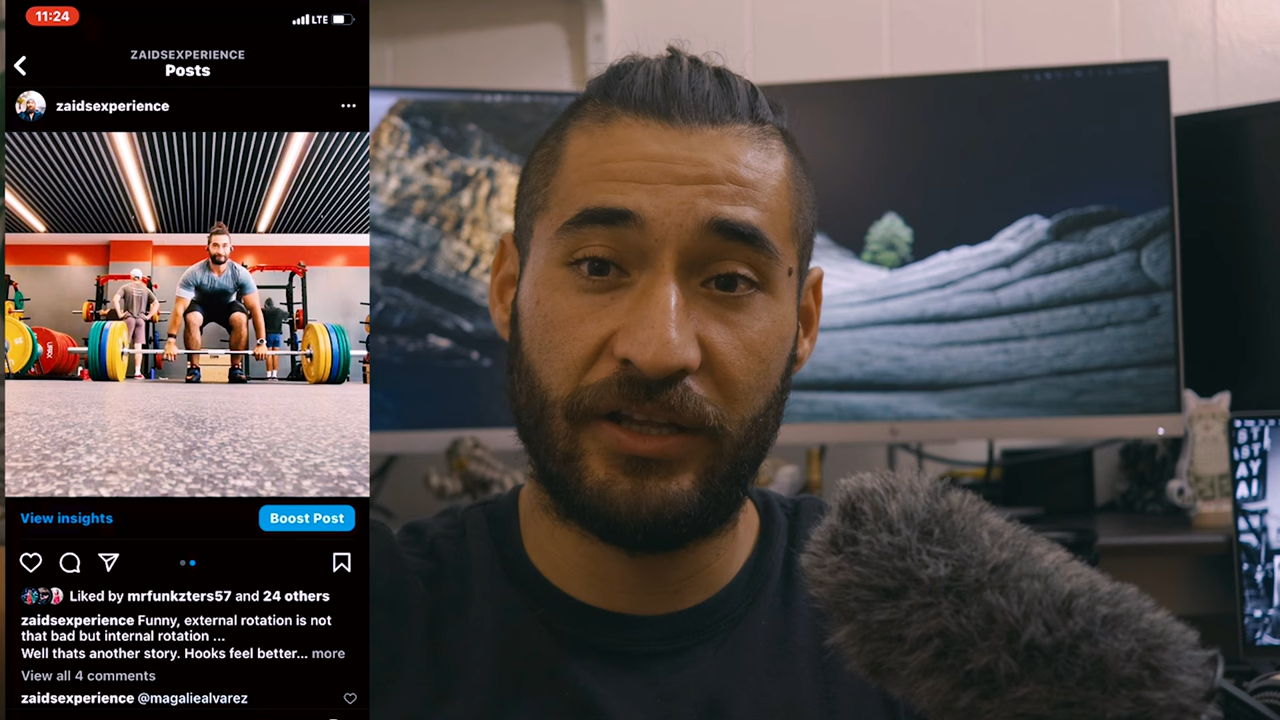 11:24
LTE
ZAIDSEXPERIENCE
Posts
zaidsexperience
View insights
Boost Post
Liked by mrfunkzters57 and 24 others
zaidsexperience Funny, external rotation is not
that bad but internal rotation ...
Well thats another story. Hooks feel better... more
View all 4 comments
zaidsexperience @magaliealvarez